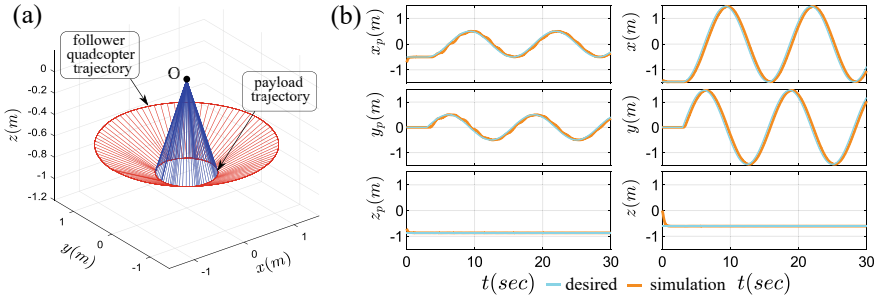 (a)
follower
quadcopter
trajectory
O
payload
trajectory
z(m)
0
-0.2
-0.4
-0.6
-0.8
-1
-1.2
y(m)
1
0
-1
x(m)
-1
0
1
(b)
x_p(m)
1
0
-1
x(m)
1
0
-1
y_p(m)
1
0
-1
y(m)
1
0
-1
z_p(m)
1
0
-1
0 10 20 30
z(m)
1
0
-1
0 10 20 30
t(sec) desired simulation t(sec)